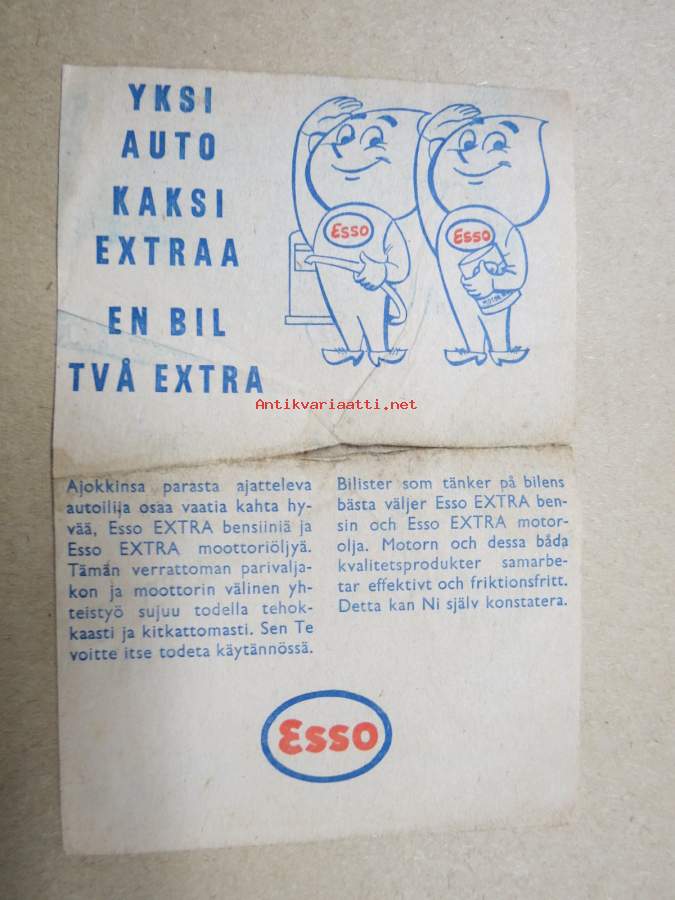 YKSI
AUTO
KAKSI
EXTRAA
EN BIL
TVÅ EXTRA
Esso
Esso
MOTOR
Antikvariaatti.net
Ajokkinsa parasta ajatteleva
autoilija osaa vaatia kahta hy-
vää, Esso EXTRA bensiiniä ja
Esso EXTRA moottoriöljyä.
Tämän verrattoman parivalja-
kon ja moottorin välinen yh-
teistyö sujuu todella tehok-
kaasti ja kitkattomasti. Sen Te
voitte itse todeta käytännössä.
Bilister som tänker på bilens
bästa väljer Esso EXTRA ben-
sin och Esso EXTRA motor-
olja. Motorn och dessa båda
kvalitetsprodukter samarbe-
tar effektivt och friktionsfritt.
Detta kan Ni själv konstatera.
Esso